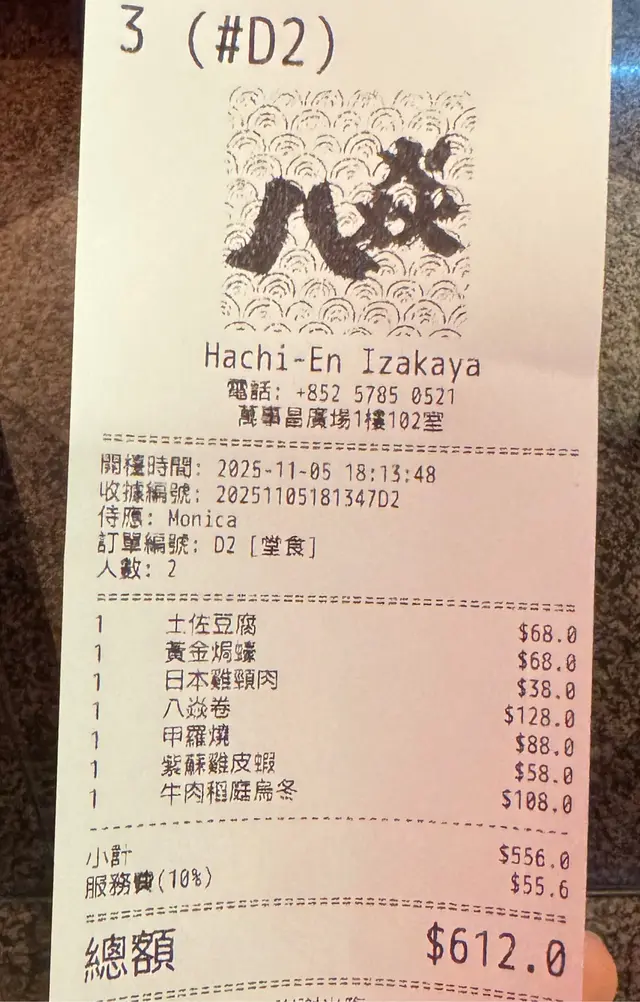 3 (#D2)
八焱
Hachi-En Izakaya
電話: +852 5785 0521
萬事昌廣場1樓102室
開檯時間: 2025-11-05 18:13:48
收據編號: 20251105181347D2
侍應: Monica
訂單編號: D2 [堂食]
人數: 2
1 土佐豆腐 $68.0
1 黃金焗蠔 $68.0
1 日本雞頸肉 $38.0
1 八焱卷 $128.0
1 甲羅燒 $88.0
1 紫蘇雞皮蝦 $58.0
1 牛肉稻庭烏冬 $108.0
小計 $556.0
服務費(10%) $55.6
總額 $612.0